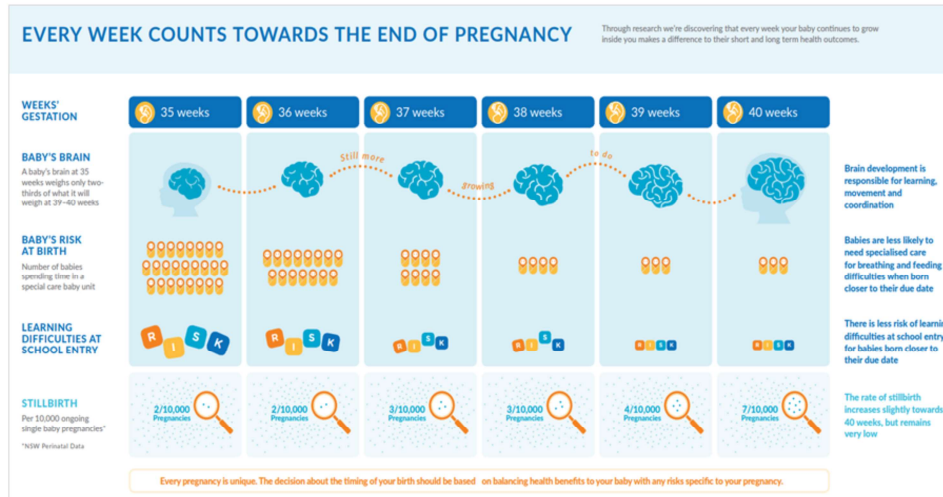 EVERY WEEK COUNTS TOWARDS THE END OF PREGNANCY
Through research we're discovering that every week your baby continues to grow
inside you makes a difference to their short and long term health outcomes.
WEEKS'
GESTATION
35 weeks
36 weeks
37 weeks
38 weeks
39 weeks
40 weeks
BABY'S BRAIN
A baby's brain at 35
weeks weighs only two-
thirds of what it will
weigh at 39–40 weeks
Still more
growing
to do
Brain development is
responsible for learning,
movement and
coordination
BABY'S RISK
AT BIRTH
Number of babies
spending time in a
special care baby unit
Babies are less likely to
need specialised care
for breathing and feeding
difficulties when born
closer to their due date
LEARNING
DIFFICULTIES AT
SCHOOL ENTRY
RISK
RISK
RISK
RISK
RISK
RISK
There is less risk of learnin
difficulties at school entry
for babies born closer to
their due date
STILLBIRTH
Per 10,000 ongoing
single baby pregnancies*
*NSW Perinatal Data
2/10,000
Pregnancies
2/10,000
Pregnancies
3/10,000
Pregnancies
3/10,000
Pregnancies
4/10,000
Pregnancies
7/10,000
Pregnancies
The rate of stillbirth
increases slightly towards
40 weeks, but remains
very low
Every pregnancy is unique. The decision about the timing of your birth should be based on balancing health benefits to your baby with any risks specific to your pregnancy.